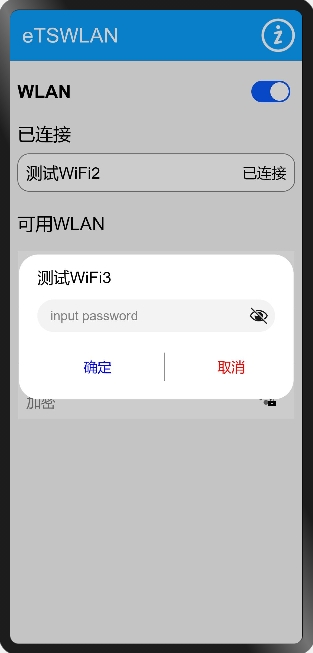 eTSWLAN
WLAN
已连接
测试WiFi2 已连接
可用WLAN
测试WiFi3
input password
确定 取消
加密